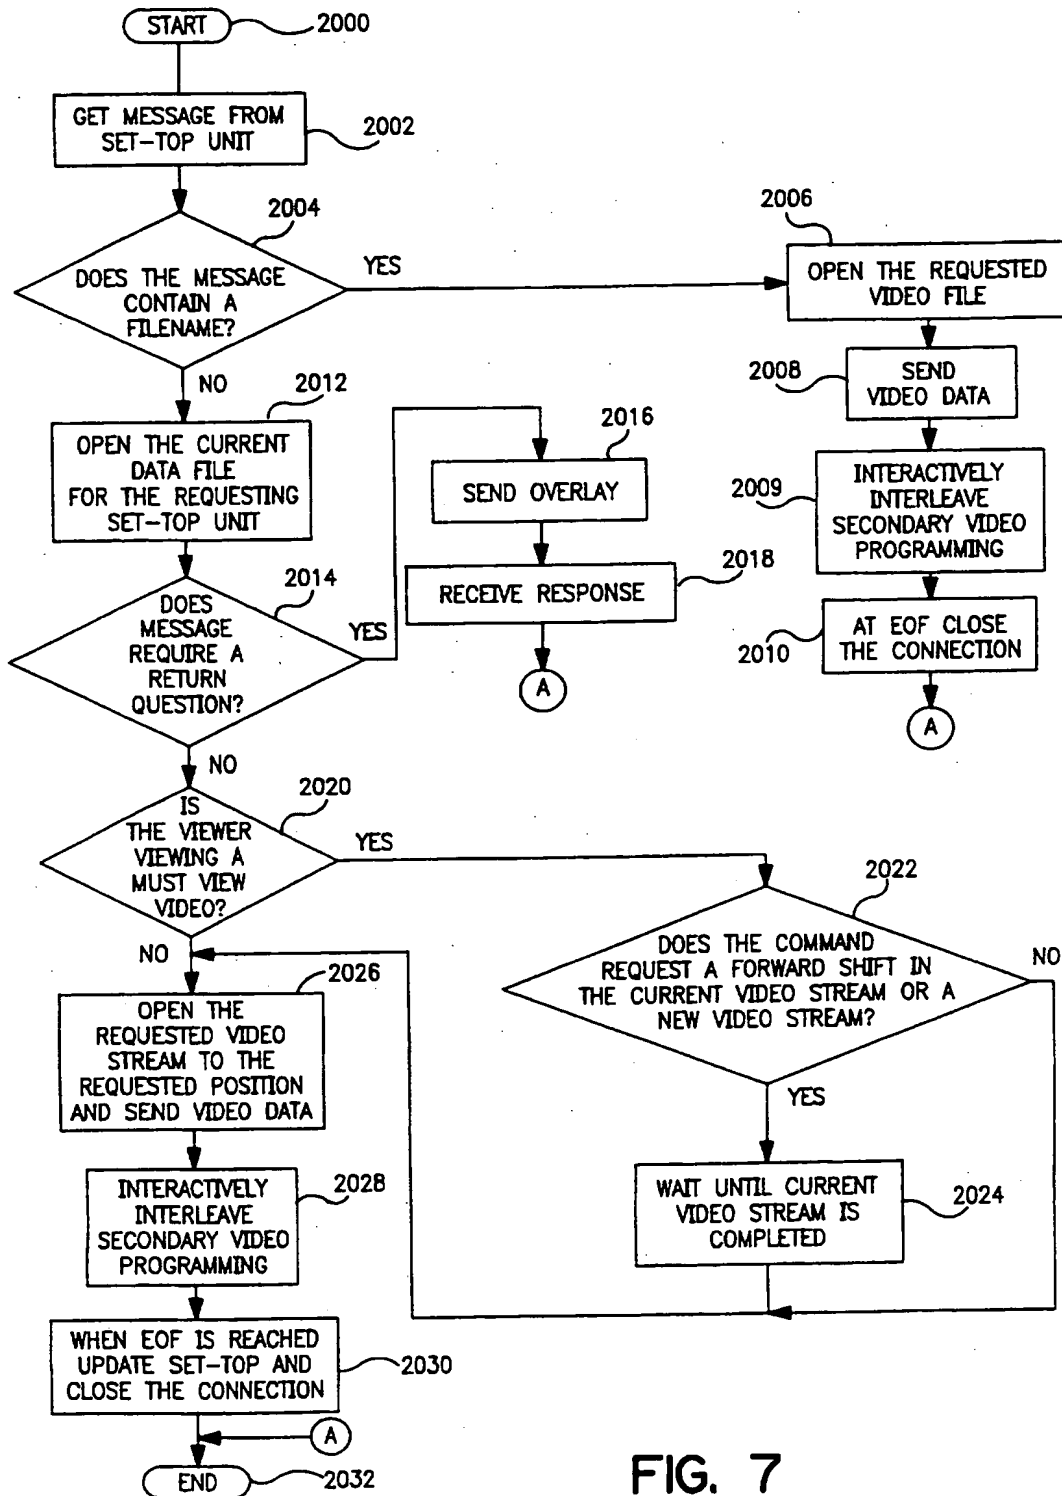 START
2000
GET MESSAGE FROM
SET-TOP UNIT
2002
2004
DOES THE MESSAGE
CONTAIN A
FILENAME?
YES
NO
2006
OPEN THE REQUESTED
VIDEO FILE
2008
SEND
VIDEO DATA
2009
INTERACTIVELY
INTERLEAVE
SECONDARY VIDEO
PROGRAMMING
2010
AT EOF CLOSE
THE CONNECTION
A
2012
OPEN THE CURRENT
DATA FILE
FOR THE REQUESTING
SET-TOP UNIT
2014
DOES
MESSAGE
REQUIRE A
RETURN
QUESTION?
YES
NO
2016
SEND OVERLAY
2018
RECEIVE RESPONSE
A
2020
IS
THE VIEWER
VIEWING A
MUST VIEW
VIDEO?
YES
NO
2022
DOES THE COMMAND
REQUEST A FORWARD SHIFT IN
THE CURRENT VIDEO STREAM OR A
NEW VIDEO STREAM?
NO
YES
2024
WAIT UNTIL CURRENT
VIDEO STREAM IS
COMPLETED
2026
OPEN THE
REQUESTED VIDEO
STREAM TO THE
REQUESTED POSITION
AND SEND VIDEO DATA
2028
INTERACTIVELY
INTERLEAVE
SECONDARY VIDEO
PROGRAMMING
WHEN EOF IS REACHED
UPDATE SET-TOP AND
CLOSE THE CONNECTION
2030
A
END
2032
FIG. 7